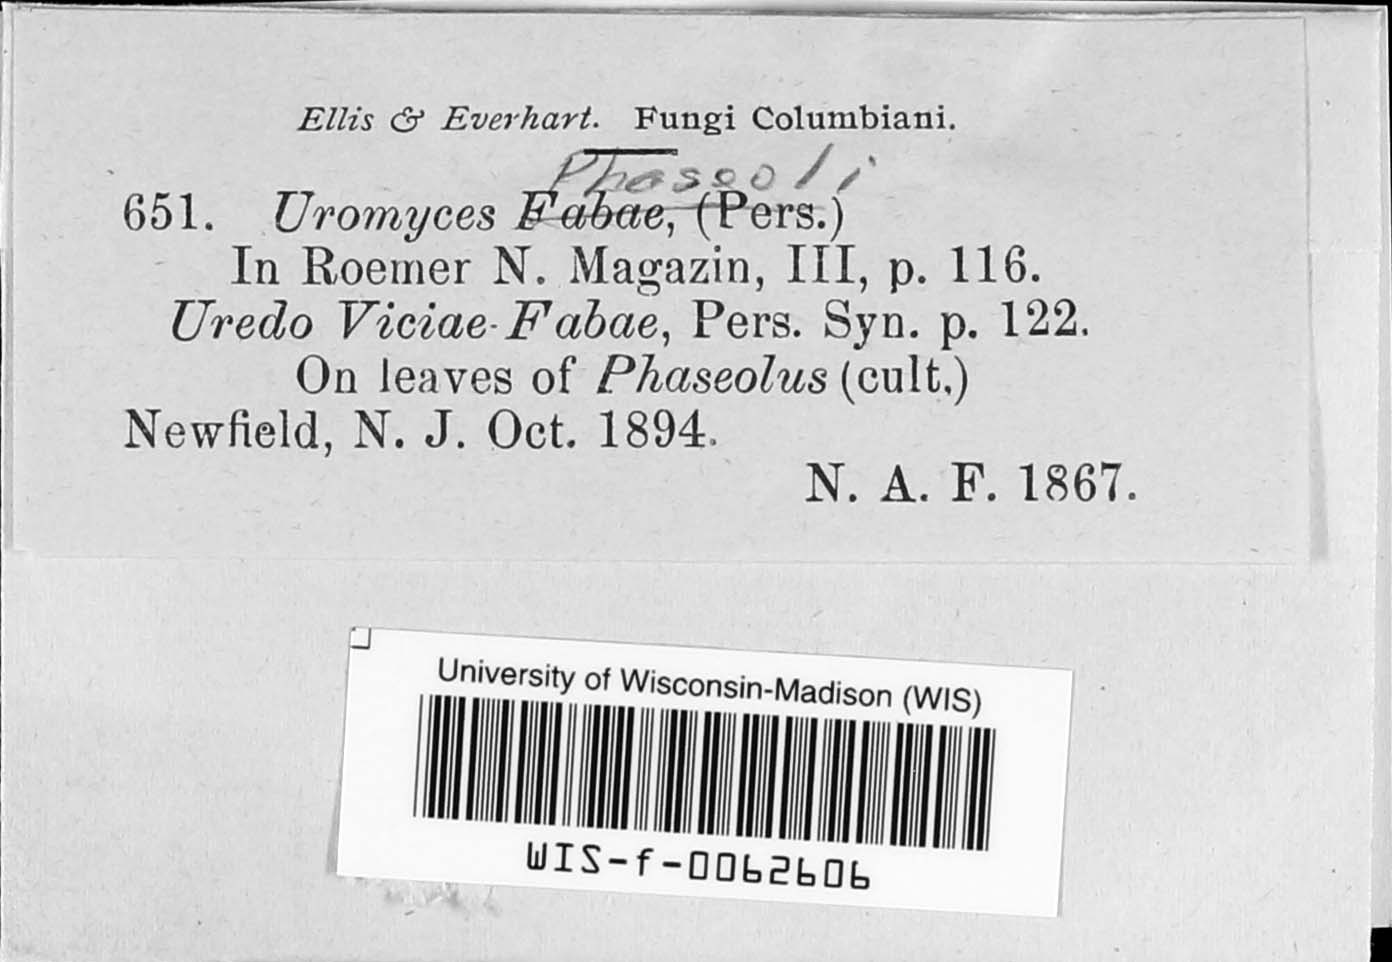 Ellis & Everhart. Fungi Columbiani.
Phaseoli
651. Uromyces Fabae, (Pers.)
In Roemer N. Magazin, III, p. 116.
Uredo Viciae-Fabae, Pers. Syn. p. 122.
On leaves of Phaseolus (cult,)
Newfield, N. J. Oct. 1894.
N. A. F. 1867.
University of Wisconsin-Madison (WIS)
WIS-f-0062606